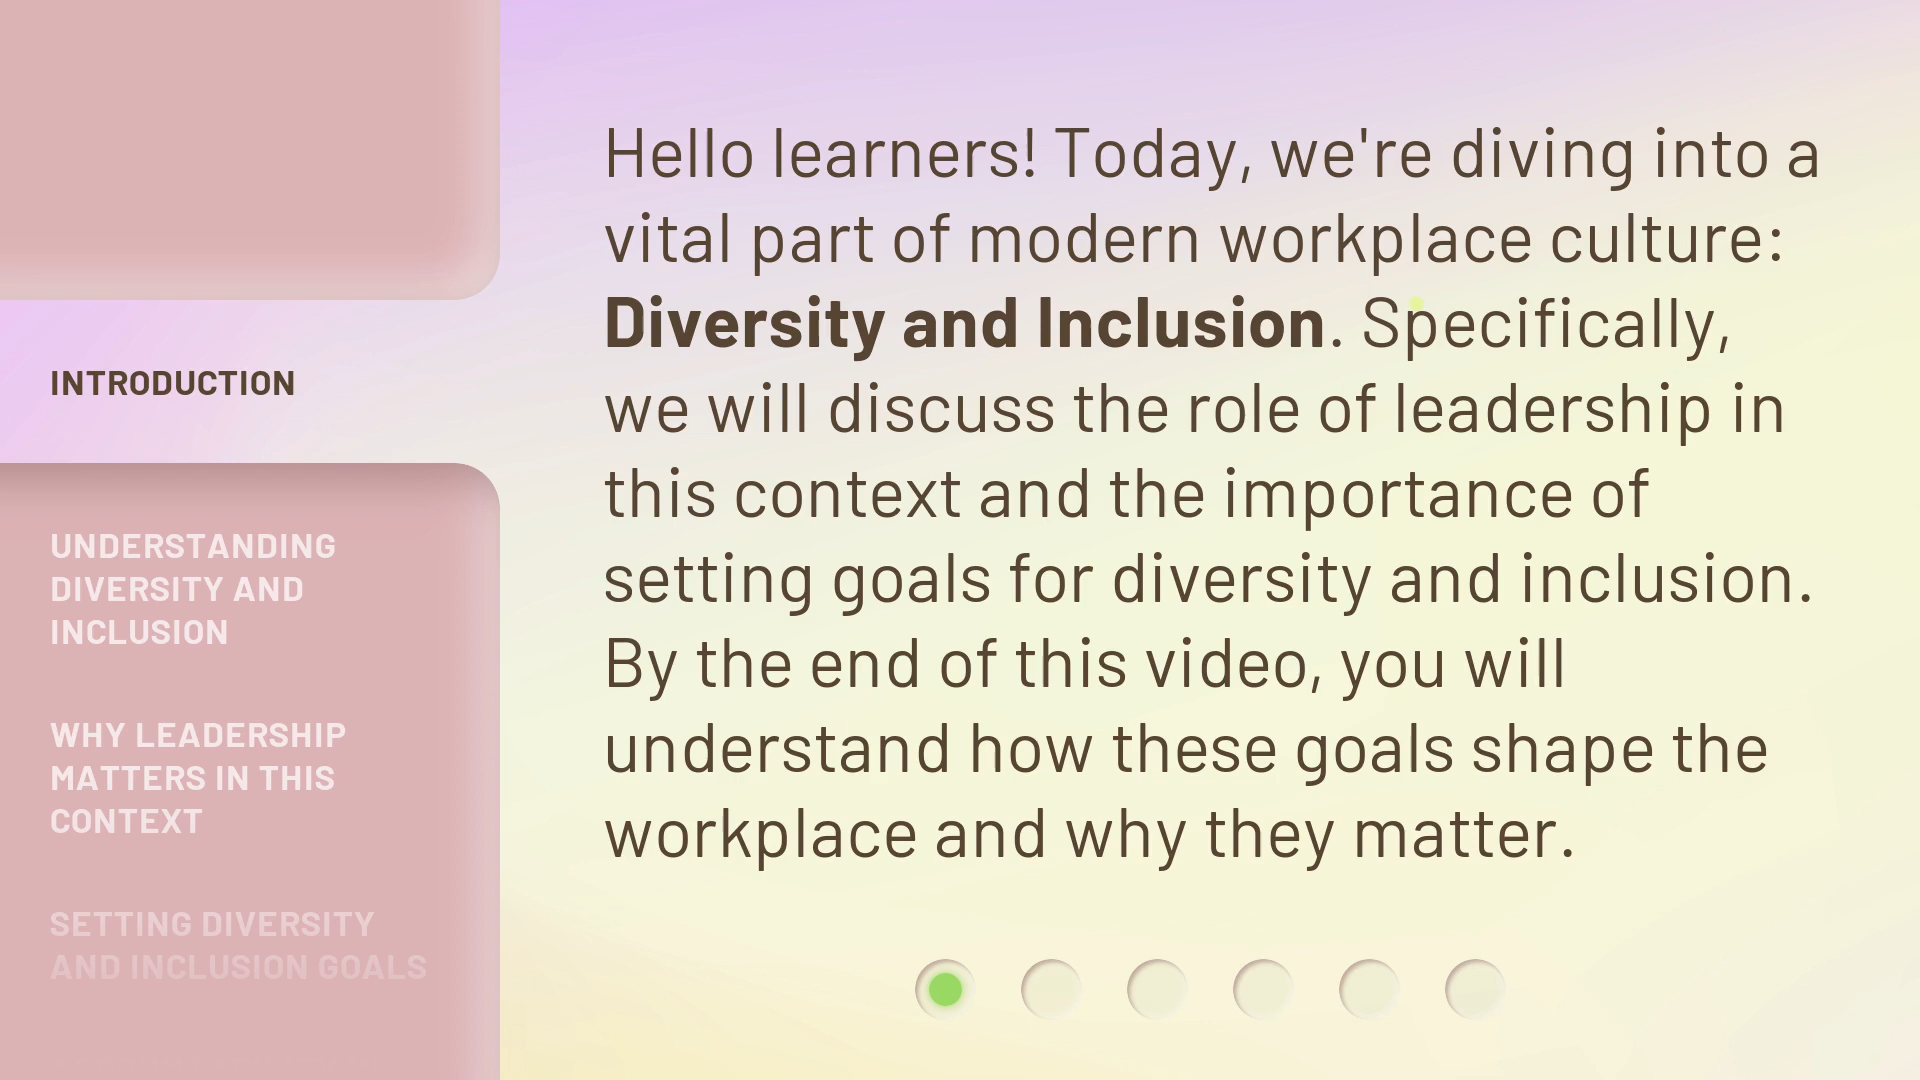 INTRODUCTION
UNDERSTANDING
DIVERSITY AND
INCLUSION
WHY LEADERSHIP
MATTERS IN THIS
CONTEXT
SETTING DIVERSITY
AND INCLUSION GOALS
Hello learners! Today, we're diving into a
vital part of modern workplace culture:
Diversity and Inclusion. Specifically,
we will discuss the role of leadership in
this context and the importance of
setting goals for diversity and inclusion.
By the end of this video, you will
understand how these goals shape the
workplace and why they matter.